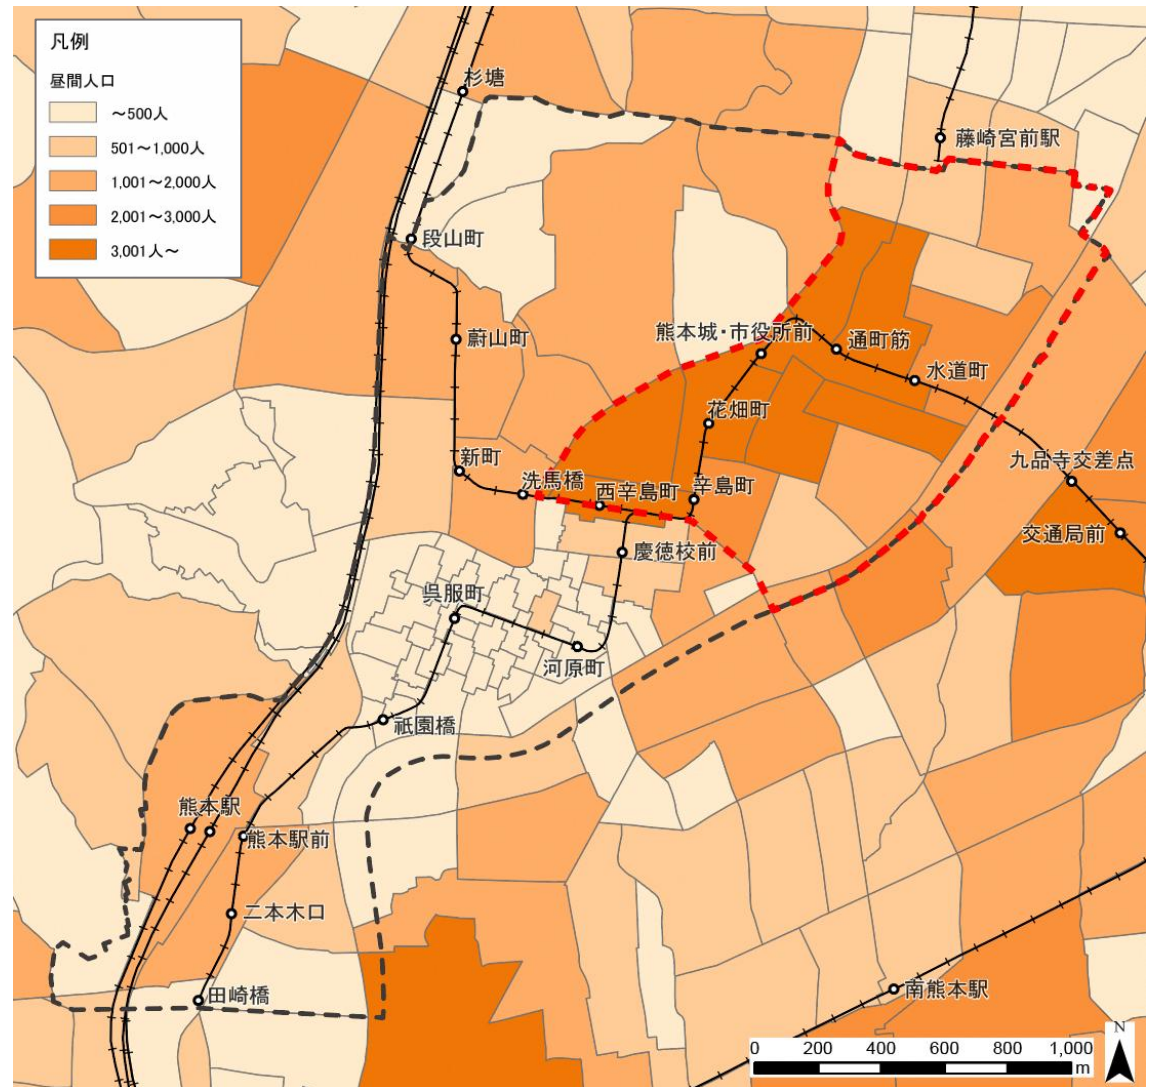 凡例
昼間人口
～500人
501～1,000人
1,001～2,000人
2,001～3,000人
3,001人～
杉塘
藤崎宮前駅
段山町
蔚山町
熊本城・市役所前
通町筋
水道町
花畑町
新町
洗馬橋
西辛島町
辛島町
九品寺交差点
交通局前
慶徳校前
呉服町
河原町
祇園橋
熊本駅
熊本駅前
二本木口
田崎橋
南熊本駅
N
0 200 400 600 800 1,000
m